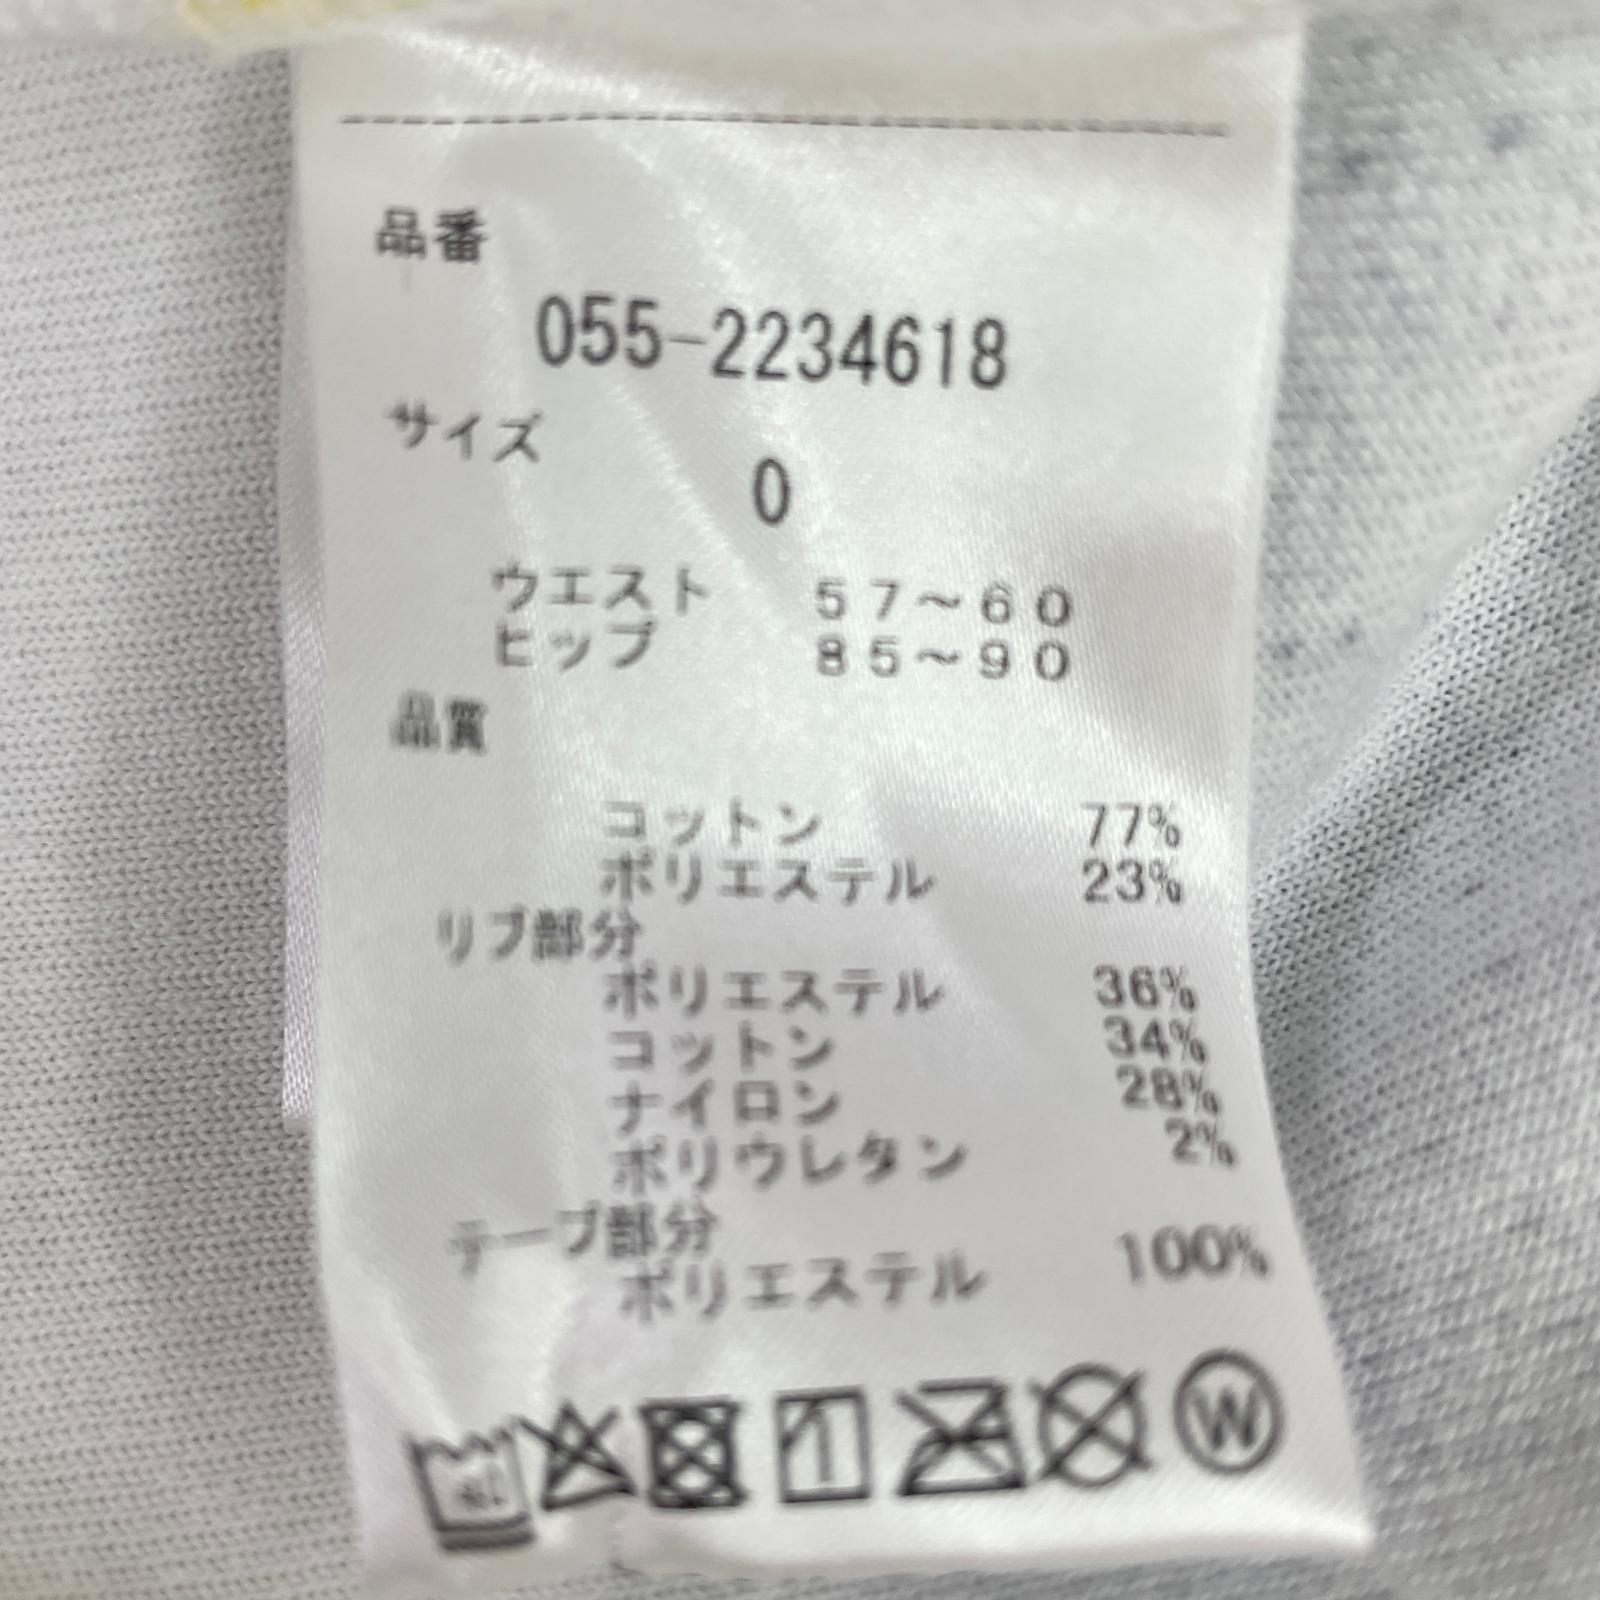 品番
055-2234618
サイズ
0
ウエスト 57～60
ヒップ 85～90
品質
コットン 77%
ポリエステル 23%
リブ部分
ポリエステル 36%
コットン 34%
ナイロン 28%
ポリウレタン 2%
テープ部分
ポリエステル 100%
W